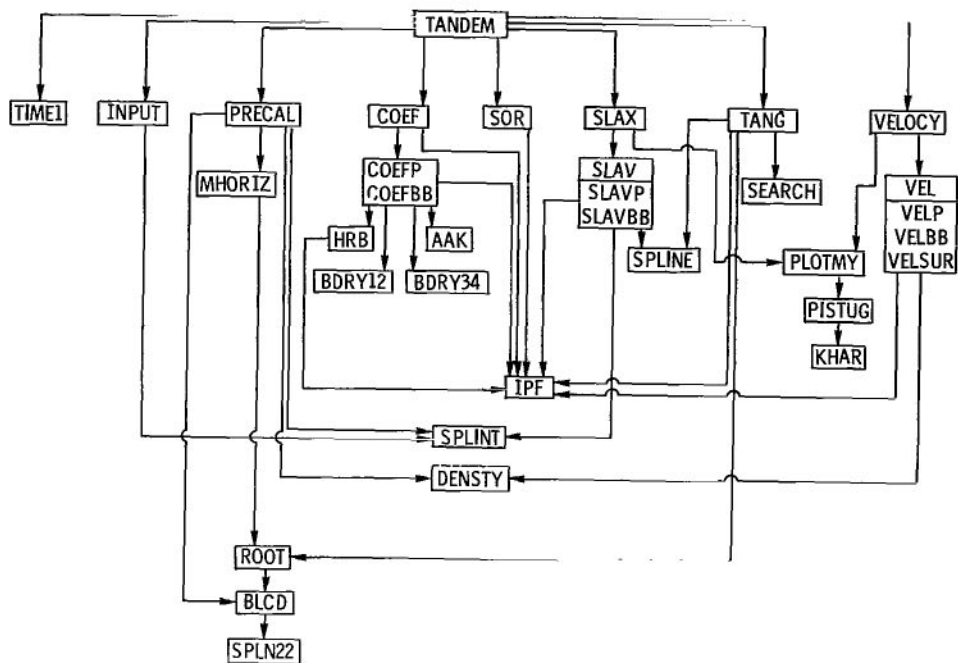 TANDEM
TIME1
INPUT
PRECAL
COEF
SOR
SLAX
TANG
VELOCY
MHORIZ
COEFP
COEFBB
SLAV
SLAVP
SLAVBB
SEARCH
VEL
VELP
VELBB
VELSUR
HRB
AAK
BDRY12
BDRY34
SPLINE
PLOTMY
PISTUG
KHAR
IPF
SPLINT
DENSTY
ROOT
BLCD
SPLN22